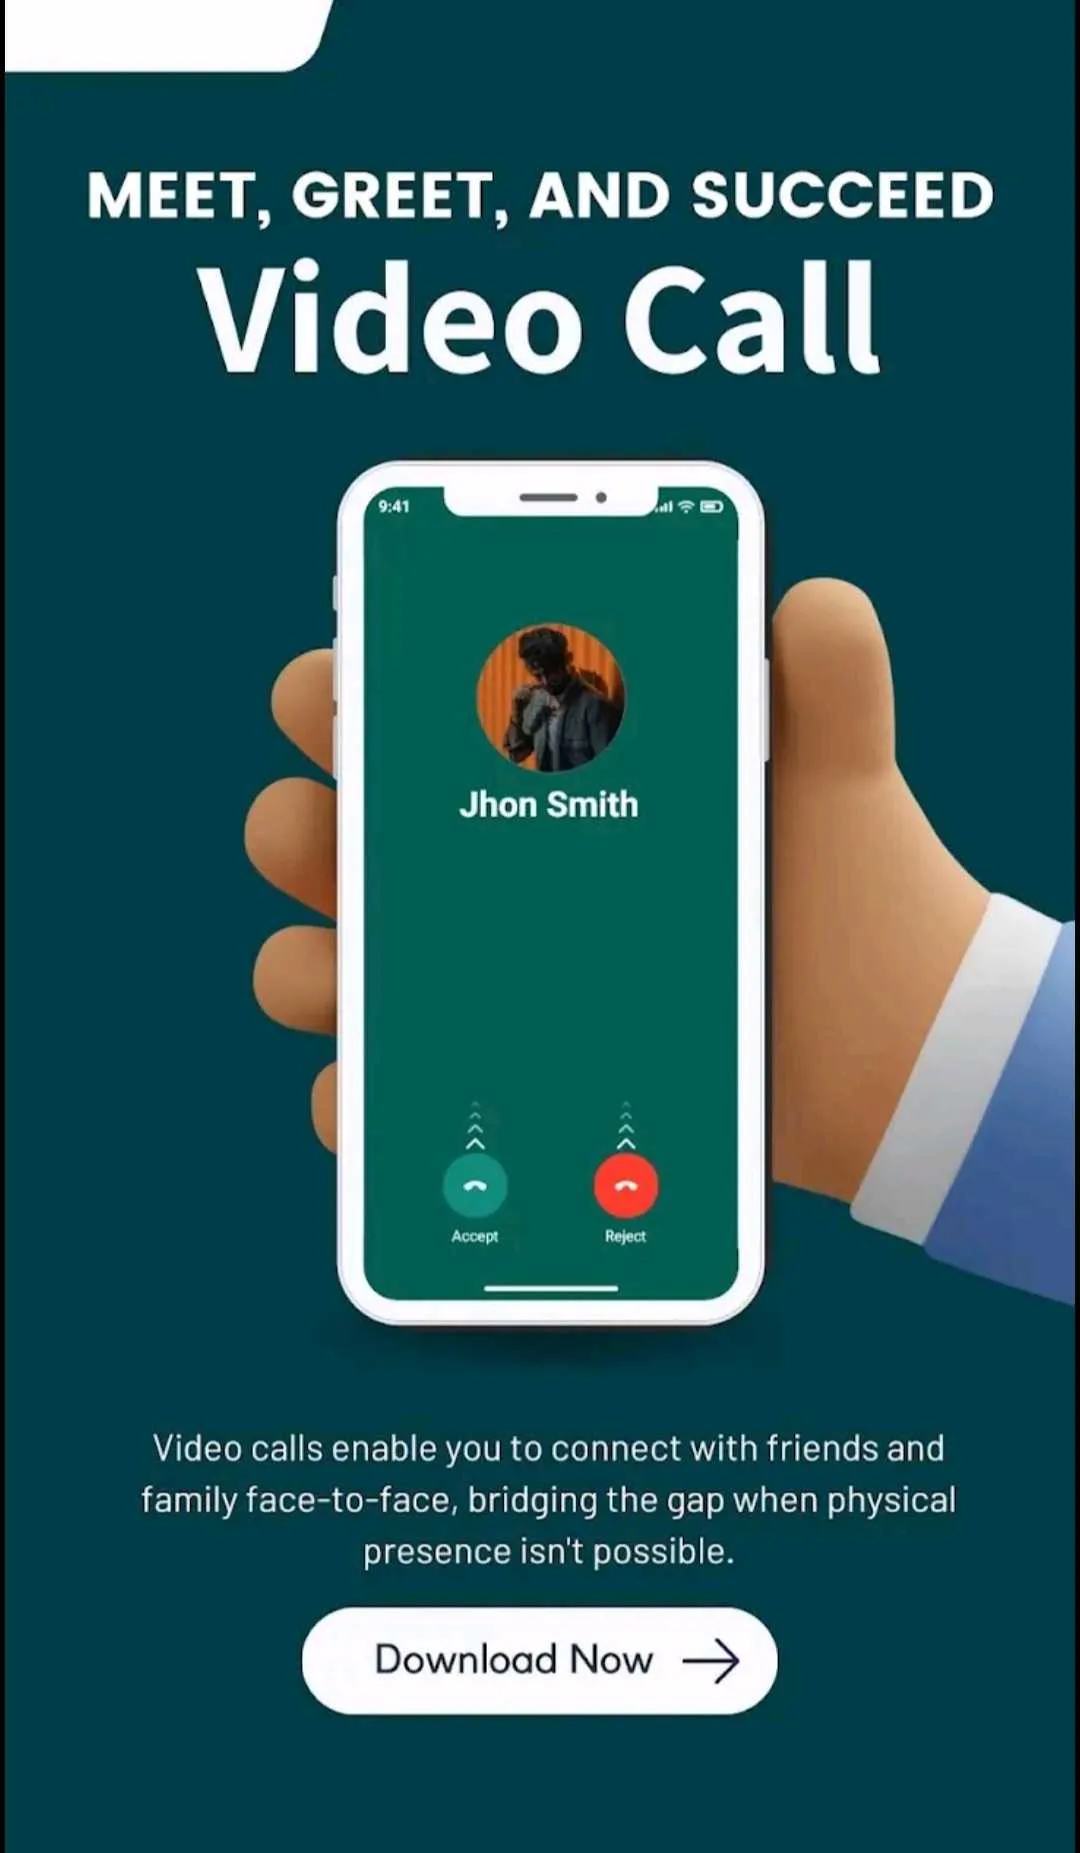 MEET, GREET, AND SUCCEED
Video Call
9:41
Jhon Smith
Accept
Reject
Video calls enable you to connect with friends and
family face-to-face, bridging the gap when physical
presence isn't possible.
Download Now